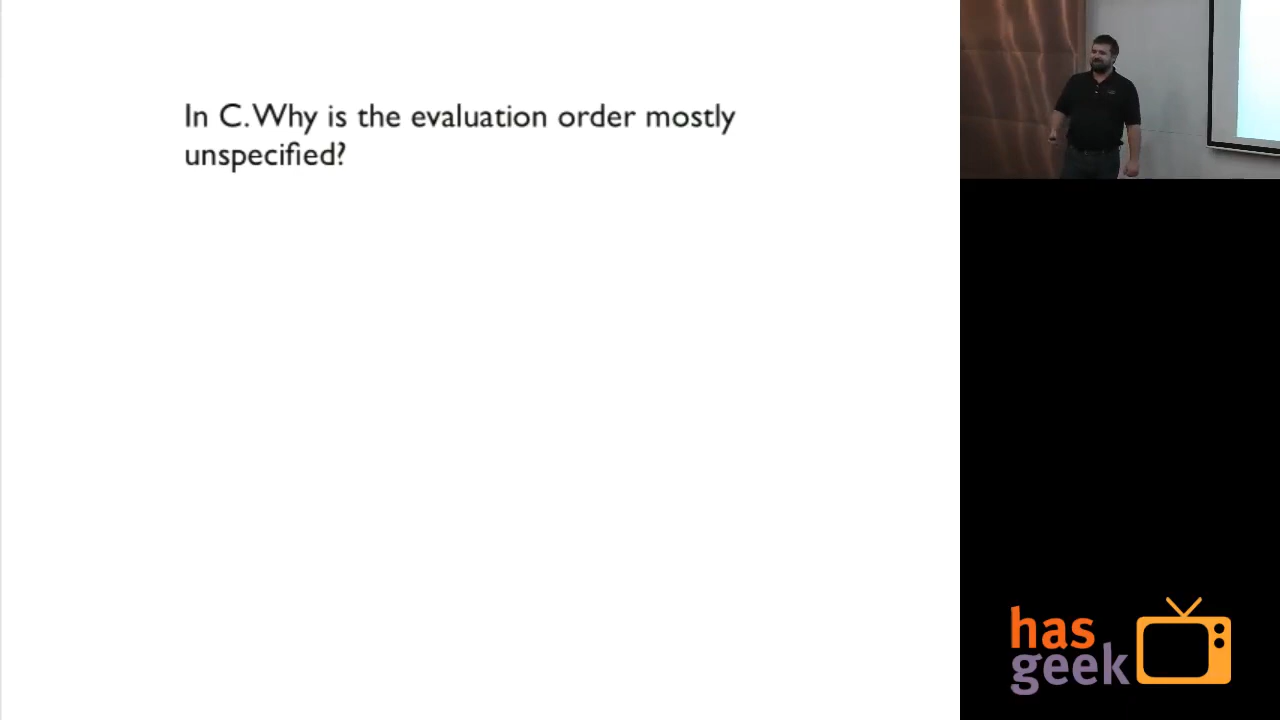 In C. Why is the evaluation order mostly
unspecified?
has
geek